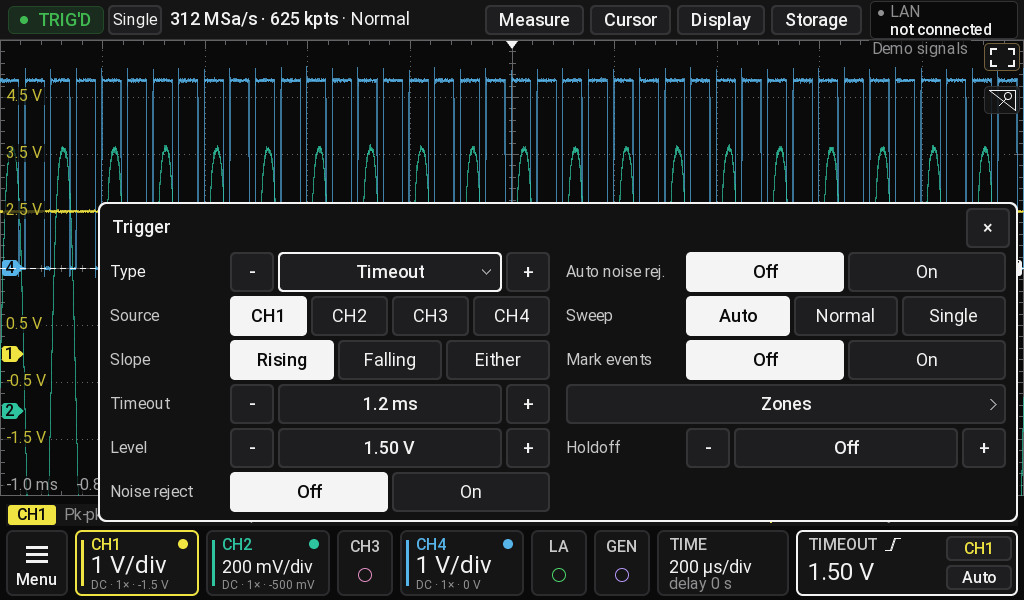 TRIG'D Single 312 MSa/s · 625 kpts · Normal Measure Cursor Display Storage LAN
not connected
Demo signals
4.5 V
3.5 V
2.5 V
4
0.5 V
1
-0.5 V
2
-1.5 V
-1.0 ms
Trigger ×
Type - Timeout + Auto noise rej. Off On
Source CH1 CH2 CH3 CH4 Sweep Auto Normal Single
Slope Rising Falling Either Mark events Off On
Timeout - 1.2 ms + Zones
Level - 1.50 V + Holdoff - Off +
Noise reject Off On
CH1
Menu
CH1
1 V/div
DC · 1× · -1.5 V
CH2
200 mV/div
DC · 1× · -500 mV
CH3
CH4
1 V/div
DC · 1× · 0 V
LA
GEN
TIME
200 µs/div
delay 0 s
TIMEOUT CH1
1.50 V Auto